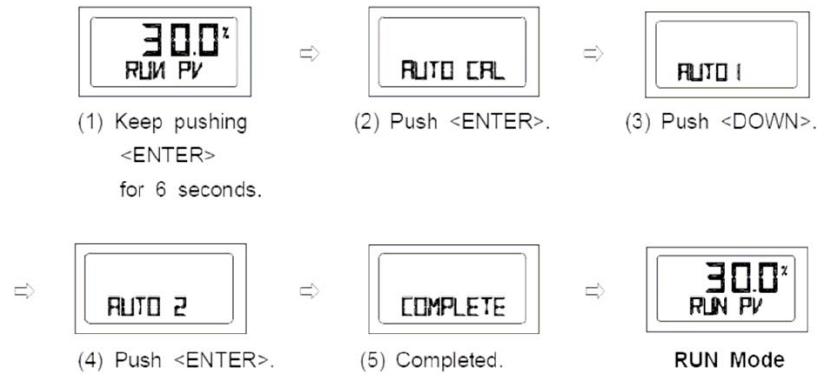 30.0%
RUN PV
AUTO CAL
AUTO 1
(1) Keep pushing
<ENTER>
for 6 seconds.
(2) Push <ENTER>.
(3) Push <DOWN>.
AUTO 2
COMPLETE
30.0%
RUN PV
(4) Push <ENTER>.
(5) Completed.
RUN Mode